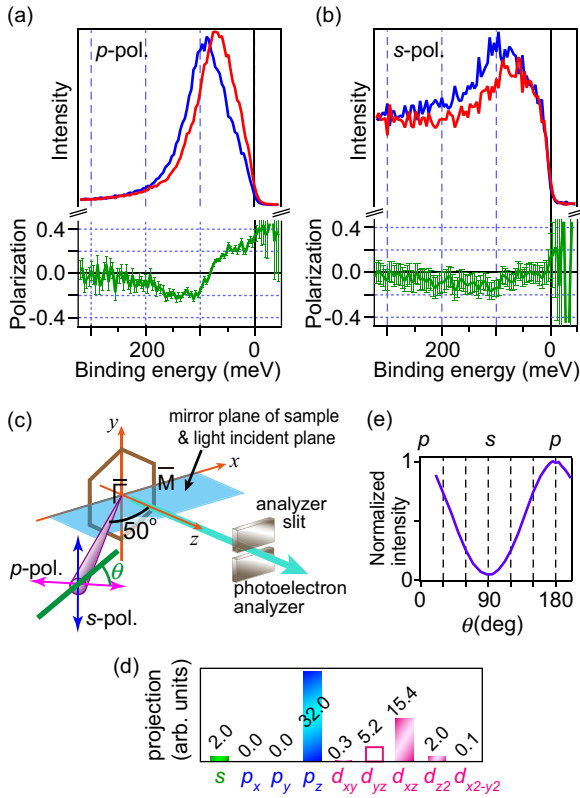 (a)
p-pol.
Intensity
0.4
0.0
-0.4
Polarization
200
0
Binding energy (meV)
(b)
s-pol.
Intensity
0.4
0.0
-0.4
Polarization
200
0
Binding energy (meV)
(c)
y
mirror plane of sample
& light incident plane
x
Γ̅
M̅
50°
z
analyzer
slit
p-pol.
θ
s-pol.
photoelectron
analyzer
(e)
p s p
1
0
Normalized
intensity
0 90 180
θ(deg)
(d)
projection
(arb. units)
2.0 0.0 0.0 32.0 0.3 5.2 15.4 2.0 0.1
s px py pz dxy dyz dxz dz2 dx2-y2